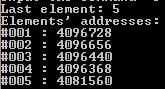 Last element: 5
Elements' addresses:
#001 : 4096728
#002 : 4096656
#003 : 4096440
#004 : 4096368
#005 : 4081560